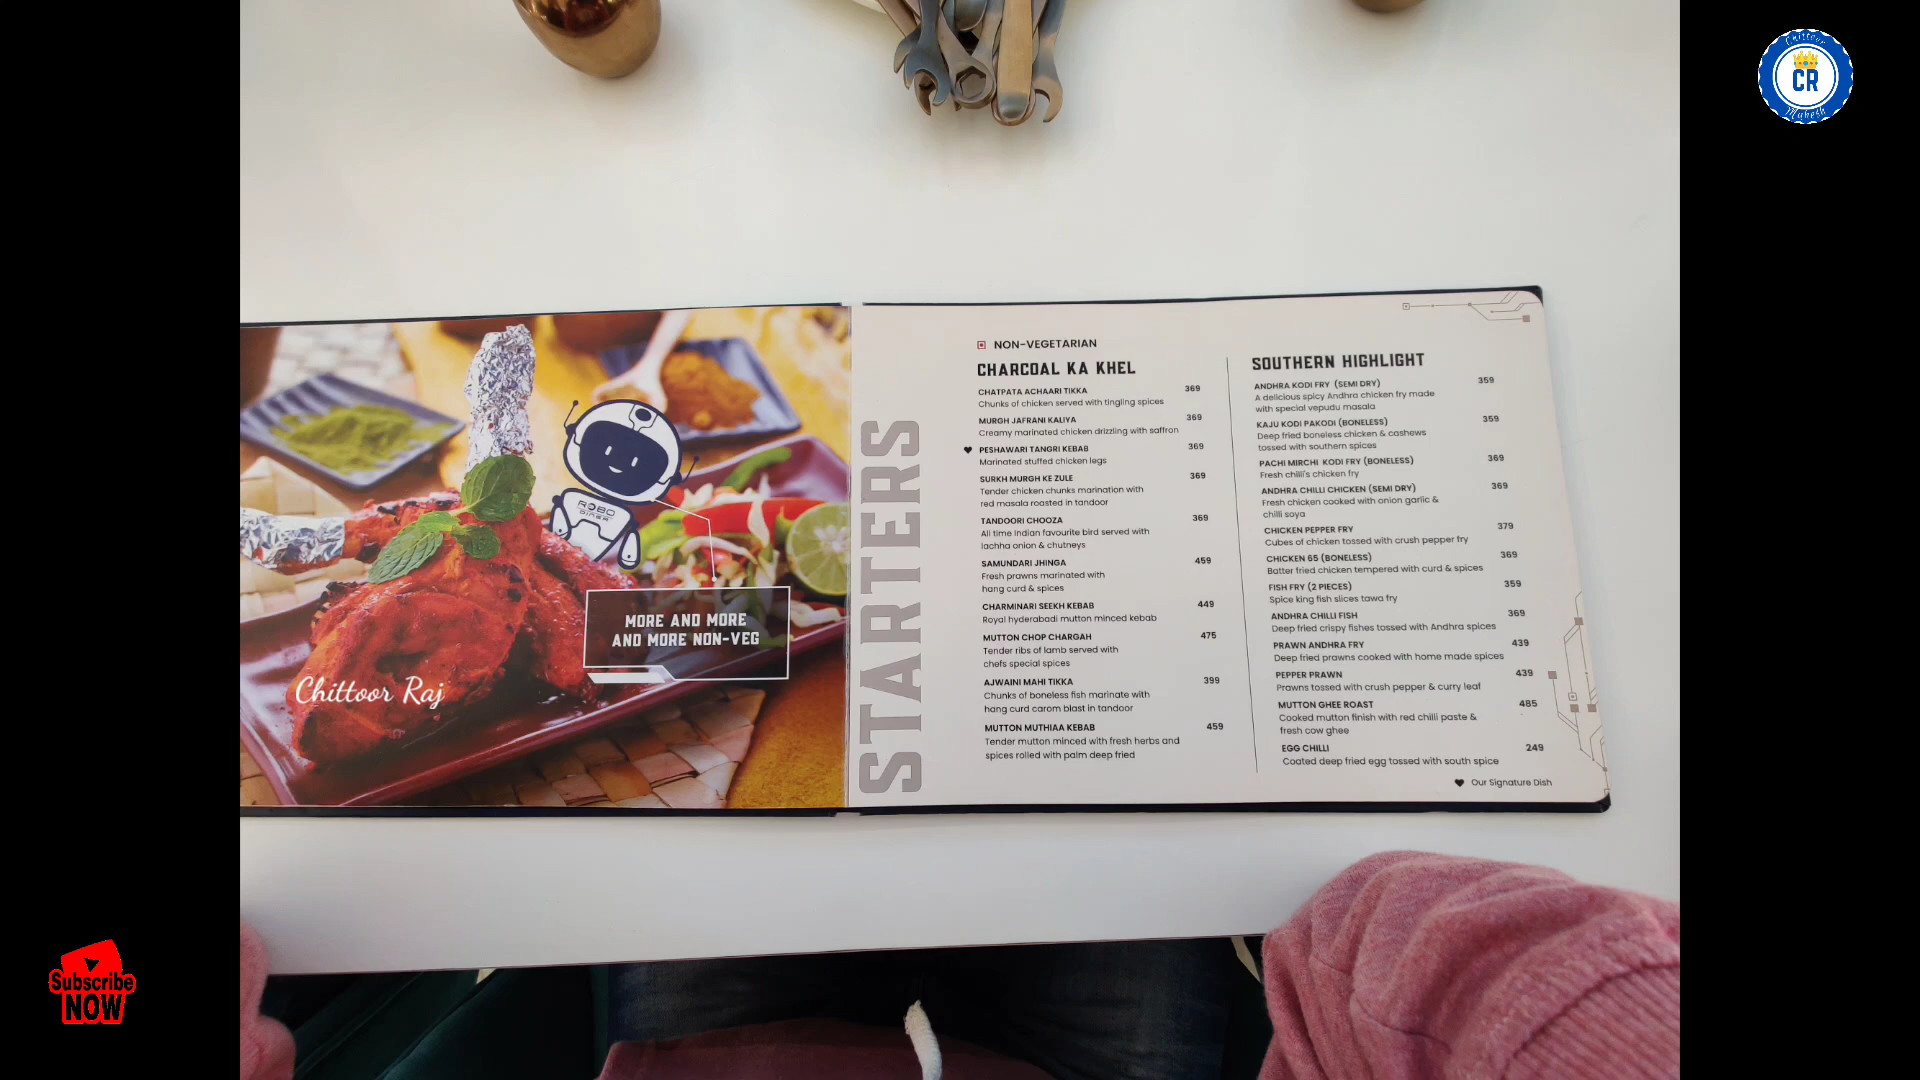 Chittoor
CR
Mukesh
ROBO
DINER
MORE AND MORE
AND MORE NON-VEG
Chittoor Raj
STARTERS
NON-VEGETARIAN
CHARCOAL KA KHEL
CHATPATA ACHAARI TIKKA 369
Chunks of chicken served with tingling spices
MURGH JAFRANI KALIYA 369
Creamy marinated chicken drizzling with saffron
PESHAWARI TANGRI KEBAB 369
Marinated stuffed chicken legs
SURKH MURGH KE ZULE 369
Tender chicken chunks marination with
red masala roasted in tandoor
TANDOORI CHOOZA 369
All time Indian favourite bird served with
lachha onion & chutneys
SAMUNDARI JHINGA 459
Fresh prawns marinated with
hang curd & spices
CHARMINARI SEEKH KEBAB 449
Royal hyderabadi mutton minced kebab
MUTTON CHOP CHARGAH 475
Tender ribs of lamb served with
chefs special spices
AJWAINI MAHI TIKKA 399
Chunks of boneless fish marinate with
hang curd carom blast in tandoor
MUTTON MUTHIAA KEBAB 459
Tender mutton minced with fresh herbs and
spices rolled with palm deep fried
SOUTHERN HIGHLIGHT
ANDHRA KODI FRY (SEMI DRY) 359
A delicious spicy Andhra chicken fry made
with special vepudu masala
KAJU KODI PAKODI (BONELESS) 359
Deep fried boneless chicken & cashews
tossed with southern spices
PACHI MIRCHI KODI FRY (BONELESS) 369
Fresh chilli's chicken fry
ANDHRA CHILLI CHICKEN (SEMI DRY) 369
Fresh chicken cooked with onion garlic &
chilli soya
CHICKEN PEPPER FRY 379
Cubes of chicken tossed with crush pepper fry
CHICKEN 65 (BONELESS) 369
Batter fried chicken tempered with curd & spices
FISH FRY (2 PIECES) 359
Spice king fish slices tawa fry
ANDHRA CHILLI FISH 369
Deep fried crispy fishes tossed with Andhra spices
PRAWN ANDHRA FRY 439
Deep fried prawns cooked with home made spices
PEPPER PRAWN 439
Prawns tossed with crush pepper & curry leaf
MUTTON GHEE ROAST 485
Cooked mutton finish with red chilli paste &
fresh cow ghee
EGG CHILLI 249
Coated deep fried egg tossed with south spice
Our Signature Dish
Subscribe
NOW